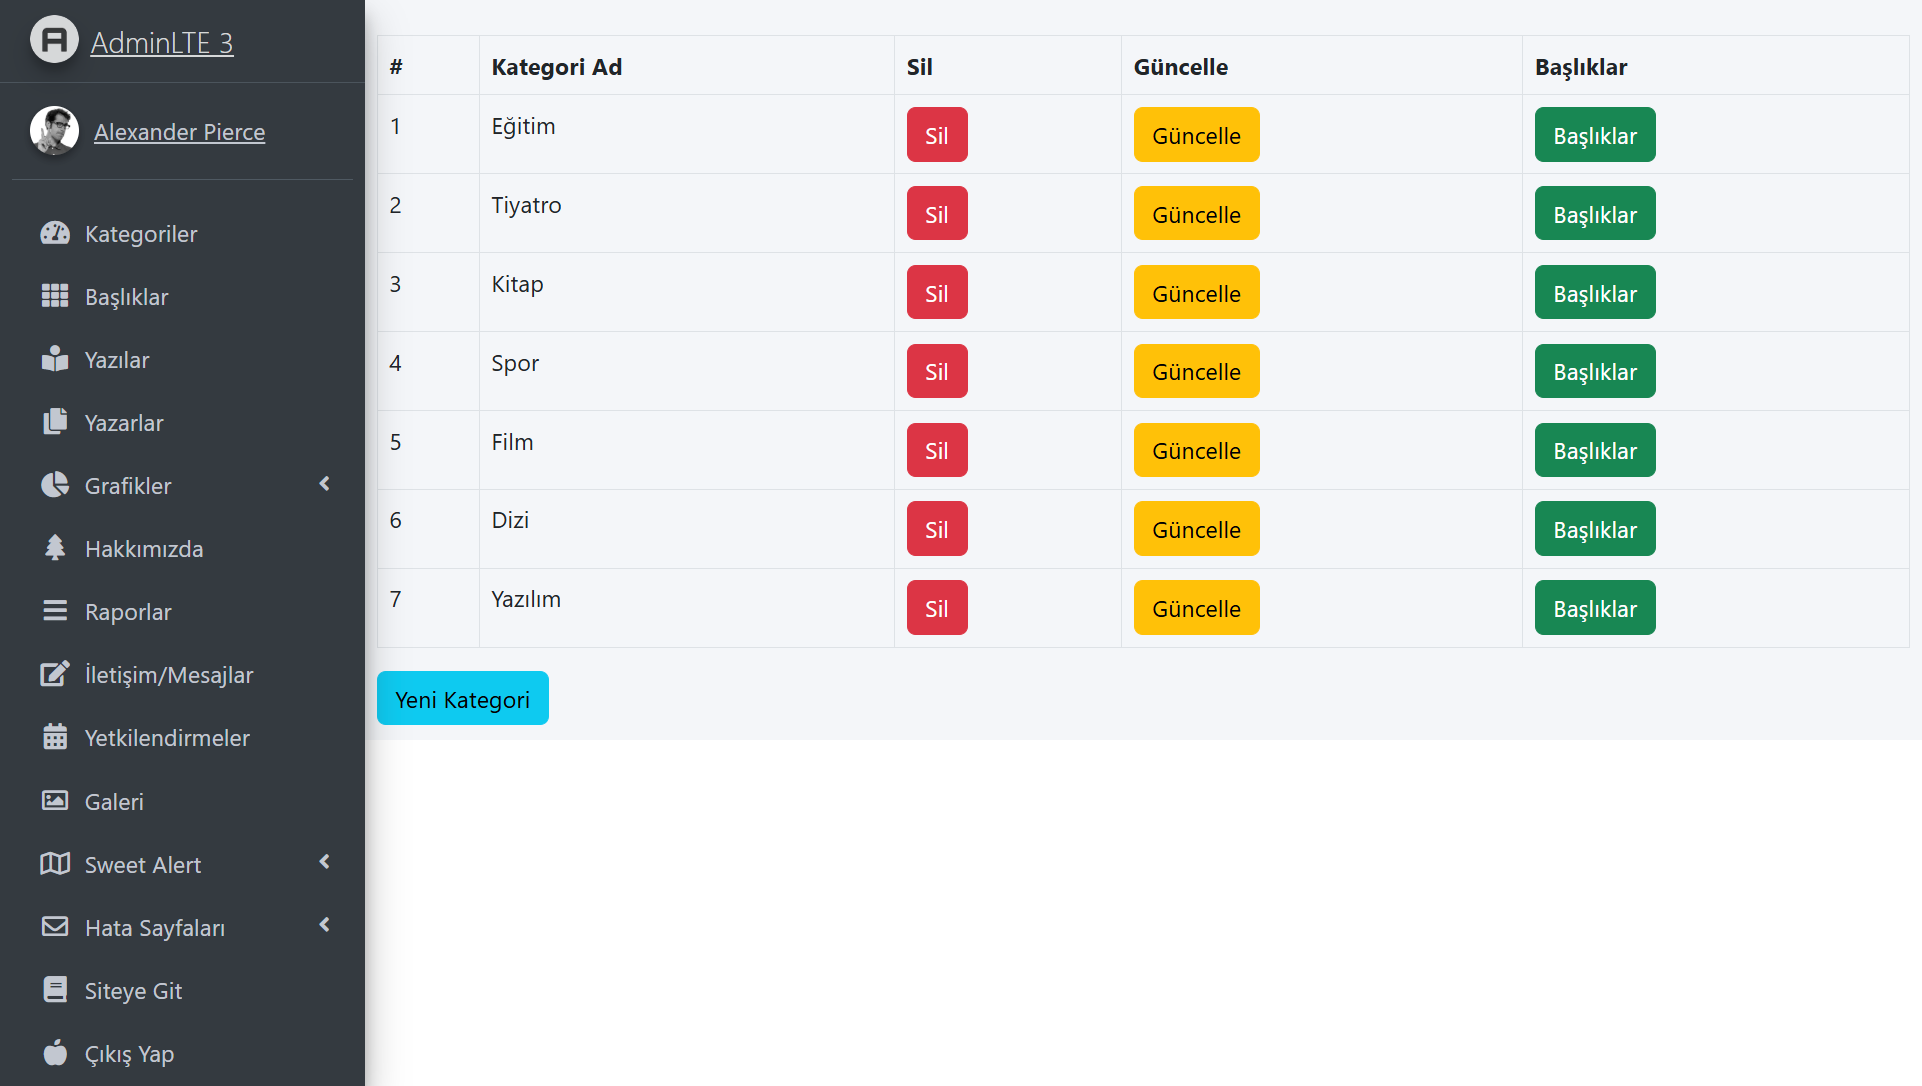 AdminLTE 3
Alexander Pierce
Kategoriler
Başlıklar
Yazılar
Yazarlar
Grafikler
Hakkımızda
Raporlar
İletişim/Mesajlar
Yetkilendirmeler
Galeri
Sweet Alert
Hata Sayfaları
Siteye Git
Çıkış Yap
# Kategori Ad Sil Güncelle Başlıklar
1 Eğitim Sil Güncelle Başlıklar
2 Tiyatro Sil Güncelle Başlıklar
3 Kitap Sil Güncelle Başlıklar
4 Spor Sil Güncelle Başlıklar
5 Film Sil Güncelle Başlıklar
6 Dizi Sil Güncelle Başlıklar
7 Yazılım Sil Güncelle Başlıklar
Yeni Kategori